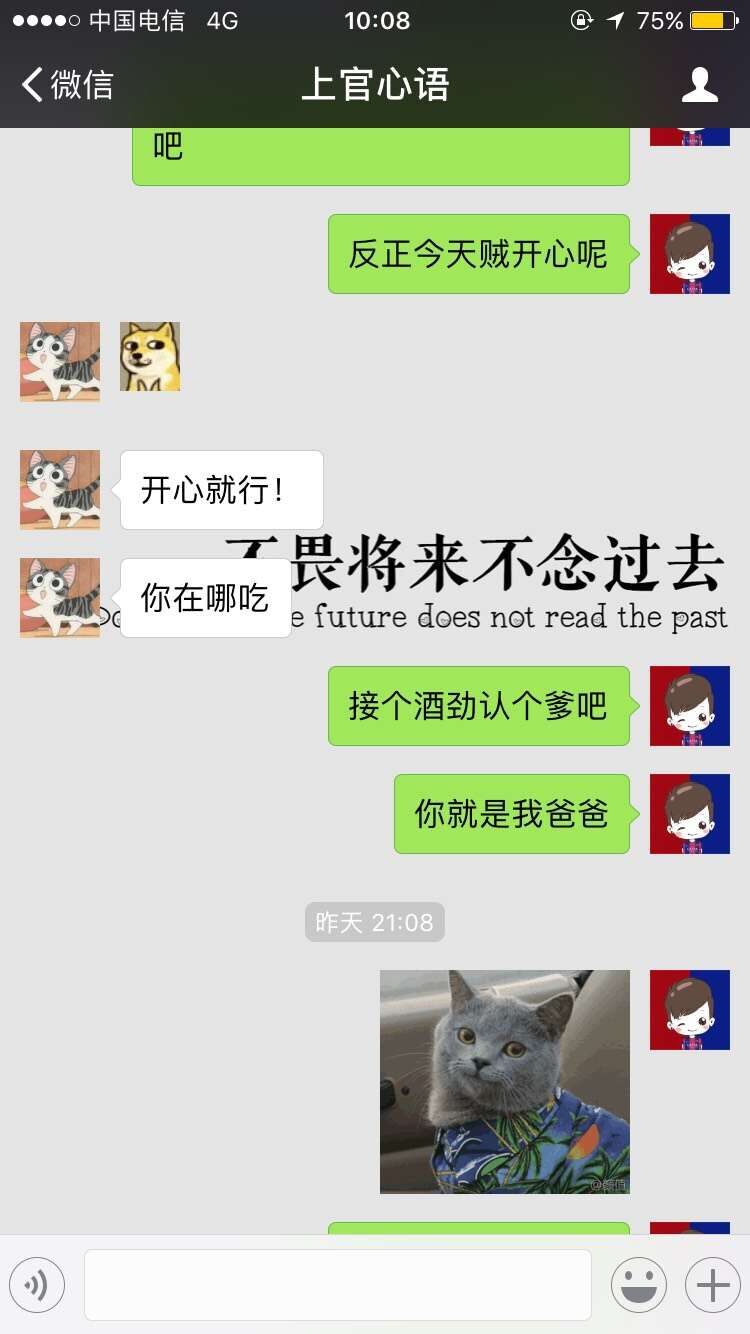 中国电信 4G 10:08 75%
微信 上官心语
吧
反正今天贼开心呢
开心就行！
畏将来不念过去
你在哪吃
future does not read the past
接个酒劲认个爹吧
你就是我爸爸
昨天 21:08